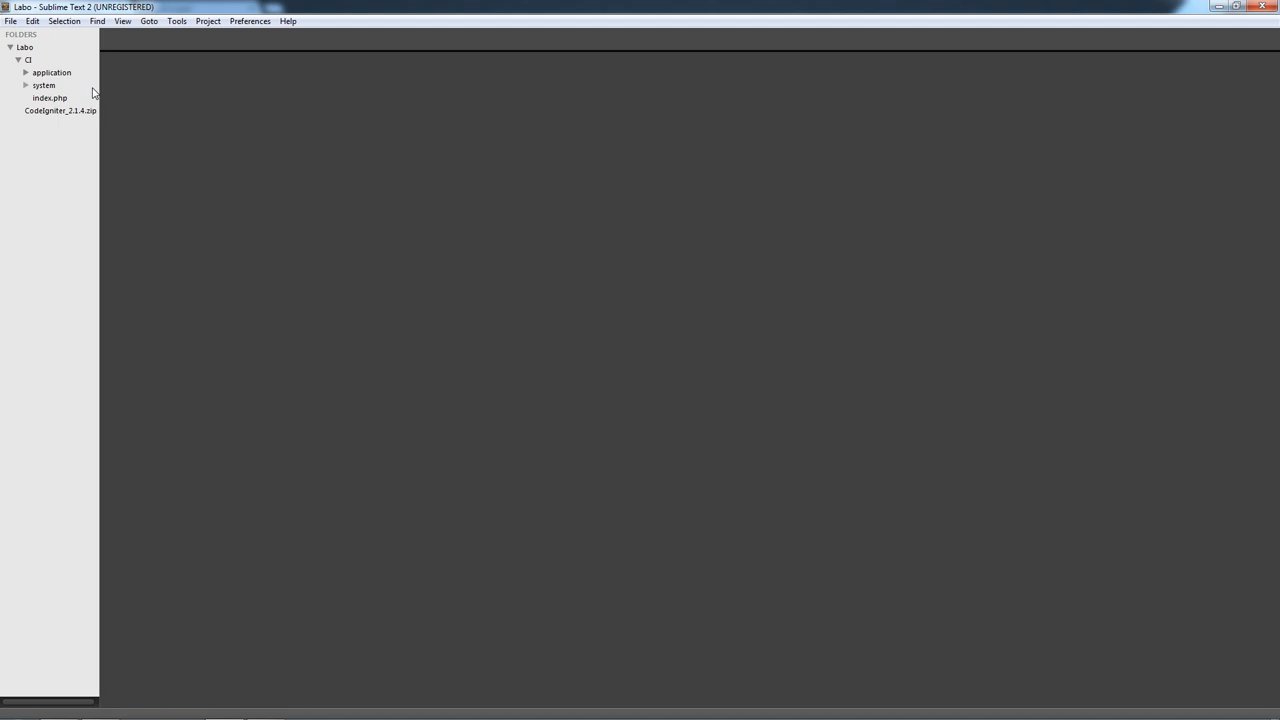 Labo - Sublime Text 2 (UNREGISTERED)
File Edit Selection Find View Goto Tools Project Preferences Help
FOLDERS
Labo
CI
application
system
index.php
CodeIgniter_2.1.4.zip